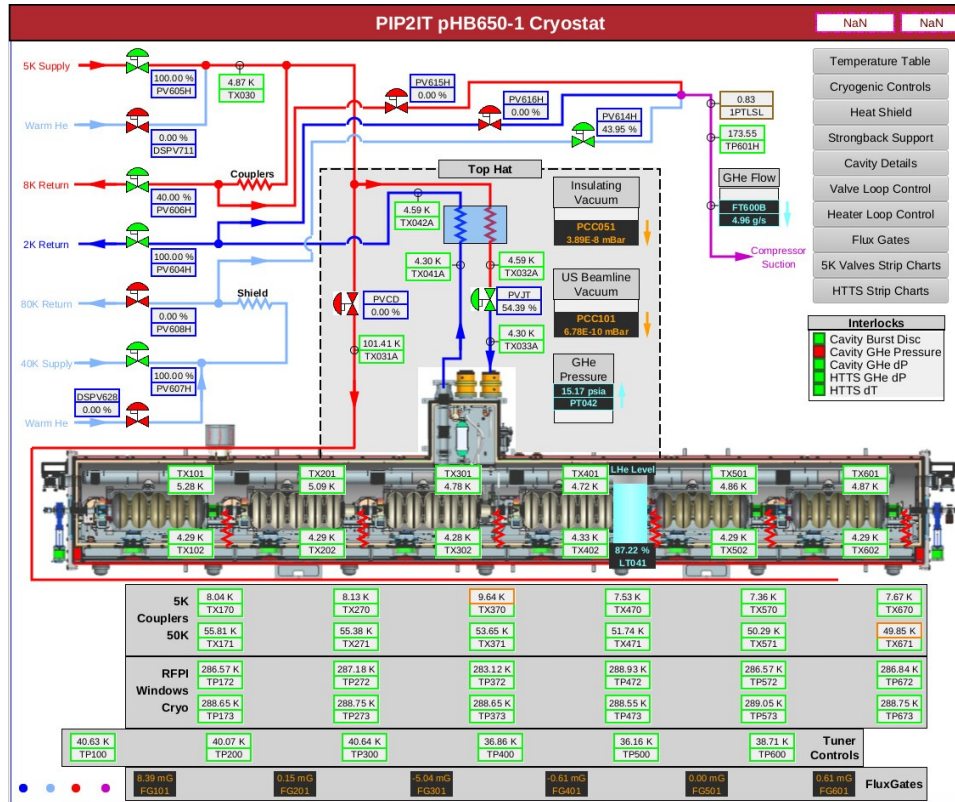 PIP2IT pHB650-1 Cryostat
NaN
NaN
5K Supply
100.00 %
PV605H
4.87 K
TX030
Warm He
0.00 %
DSPV711
8K Return
40.00 %
PV606H
Couplers
2K Return
100.00 %
PV604H
80K Return
0.00 %
PV608H
Shield
40K Supply
100.00 %
PV607H
DSPV628
0.00 %
Warm He
PV615H
0.00 %
PV616H
0.00 %
PV614H
43.95 %
0.83
1PTLSL
173.55
TP601H
GHe Flow
FT600B
4.96 g/s
Compressor
Suction
Top Hat
4.59 K
TX042A
4.30 K
TX041A
4.59 K
TX032A
PVCD
0.00 %
PVJT
54.39 %
101.41 K
TX031A
4.30 K
TX033A
Insulating
Vacuum
PCC051
3.89E-8 mBar
US Beamline
Vacuum
PCC101
6.78E-10 mBar
GHe
Pressure
15.17 psia
PT042
Temperature Table
Cryogenic Controls
Heat Shield
Strongback Support
Cavity Details
Valve Loop Control
Heater Loop Control
Flux Gates
5K Valves Strip Charts
HTTS Strip Charts
Interlocks
Cavity Burst Disc
Cavity GHe Pressure
Cavity GHe dP
HTTS GHe dP
HTTS dT
TX101
5.28 K
TX201
5.09 K
TX301
4.78 K
TX401
4.72 K
LHe Level
TX501
4.86 K
TX601
4.87 K
4.29 K
TX102
4.29 K
TX202
4.28 K
TX302
4.33 K
TX402
87.22 %
LT041
4.29 K
TX502
4.29 K
TX602
5K
Couplers
50K
8.04 K
TX170
8.13 K
TX270
9.64 K
TX370
7.53 K
TX470
7.36 K
TX570
7.67 K
TX670
55.81 K
TX171
55.38 K
TX271
53.65 K
TX371
51.74 K
TX471
50.29 K
TX571
49.85 K
TX671
RFPI
Windows
Cryo
286.57 K
TP172
287.18 K
TP272
283.12 K
TP372
288.93 K
TP472
286.57 K
TP572
286.84 K
TP672
288.65 K
TP173
288.75 K
TP273
288.65 K
TP373
288.55 K
TP473
289.05 K
TP573
288.75 K
TP673
40.63 K
TP100
40.07 K
TP200
40.64 K
TP300
36.86 K
TP400
36.16 K
TP500
38.71 K
TP600
Tuner
Controls
8.39 mG
FG101
0.15 mG
FG201
-5.04 mG
FG301
-0.61 mG
FG401
0.00 mG
FG501
0.61 mG
FG601
FluxGates